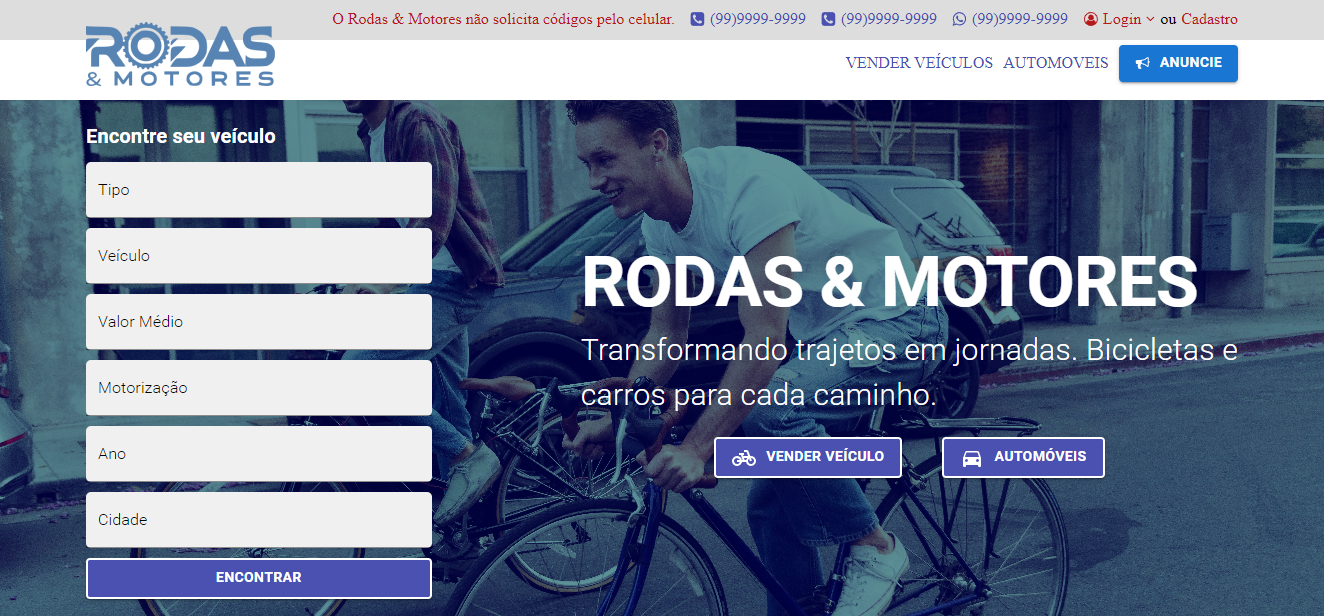 O Rodas & Motores não solicita códigos pelo celular. (99)9999-9999 (99)9999-9999 (99)9999-9999 Login ou Cadastro
RODAS
& MOTORES
VENDER VEÍCULOS AUTOMOVEIS ANUNCIE
Encontre seu veículo
Tipo
Veículo
Valor Médio
Motorização
Ano
Cidade
ENCONTRAR
RODAS & MOTORES
Transformando trajetos em jornadas. Bicicletas e
carros para cada caminho.
VENDER VEÍCULO AUTOMÓVEIS